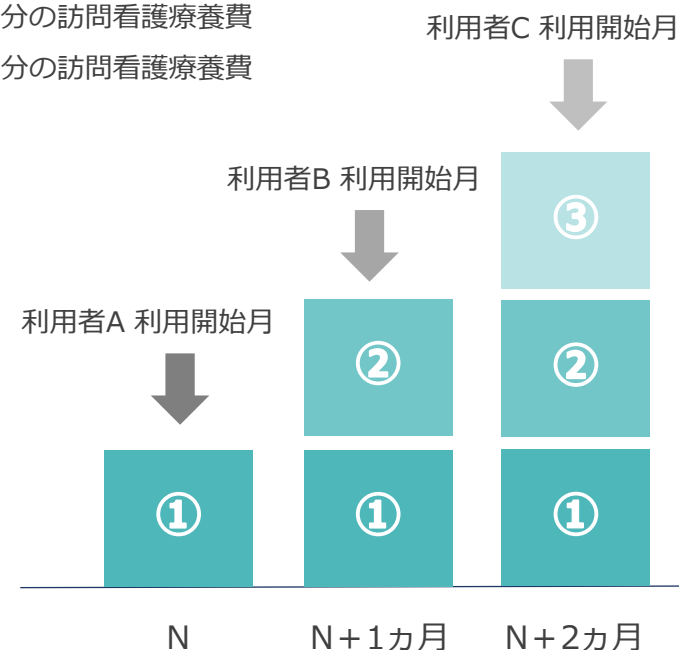 分の訪問看護療養費
分の訪問看護療養費
利用者C 利用開始月
利用者B 利用開始月
利用者A 利用開始月
③
② ②
① ① ①
N N+1ヵ月 N+2ヵ月